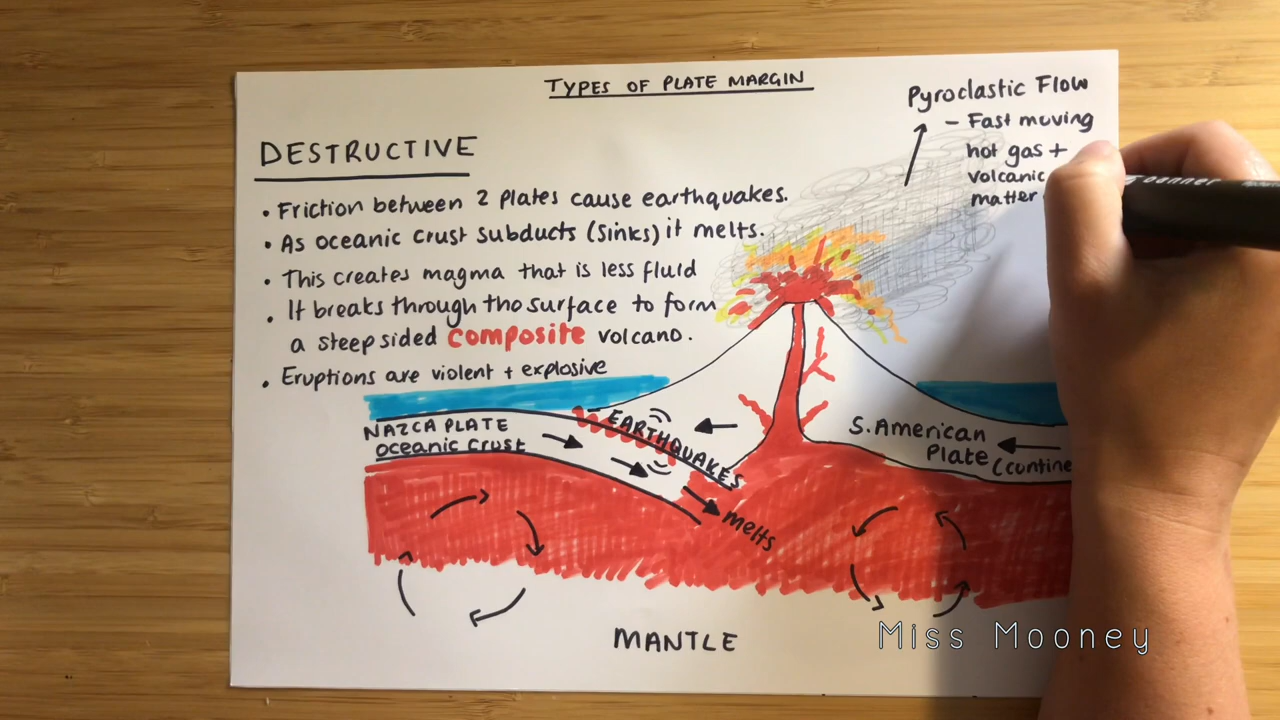 TYPES OF PLATE MARGIN
DESTRUCTIVE
• Friction between 2 Plates cause earthquakes.
• As oceanic crust subducts (sinks) it melts.
• This creates magma that is less fluid
• It breaks through the surface to form
a steep sided composite volcano.
• Eruptions are violent + explosive
Pyroclastic Flow
- Fast moving
hot gas +
volcanic
matter
NAZCA PLATE
oceanic crust
EARTHQUAKES
melts
S. American
Plate (contine
MANTLE
Miss Mooney